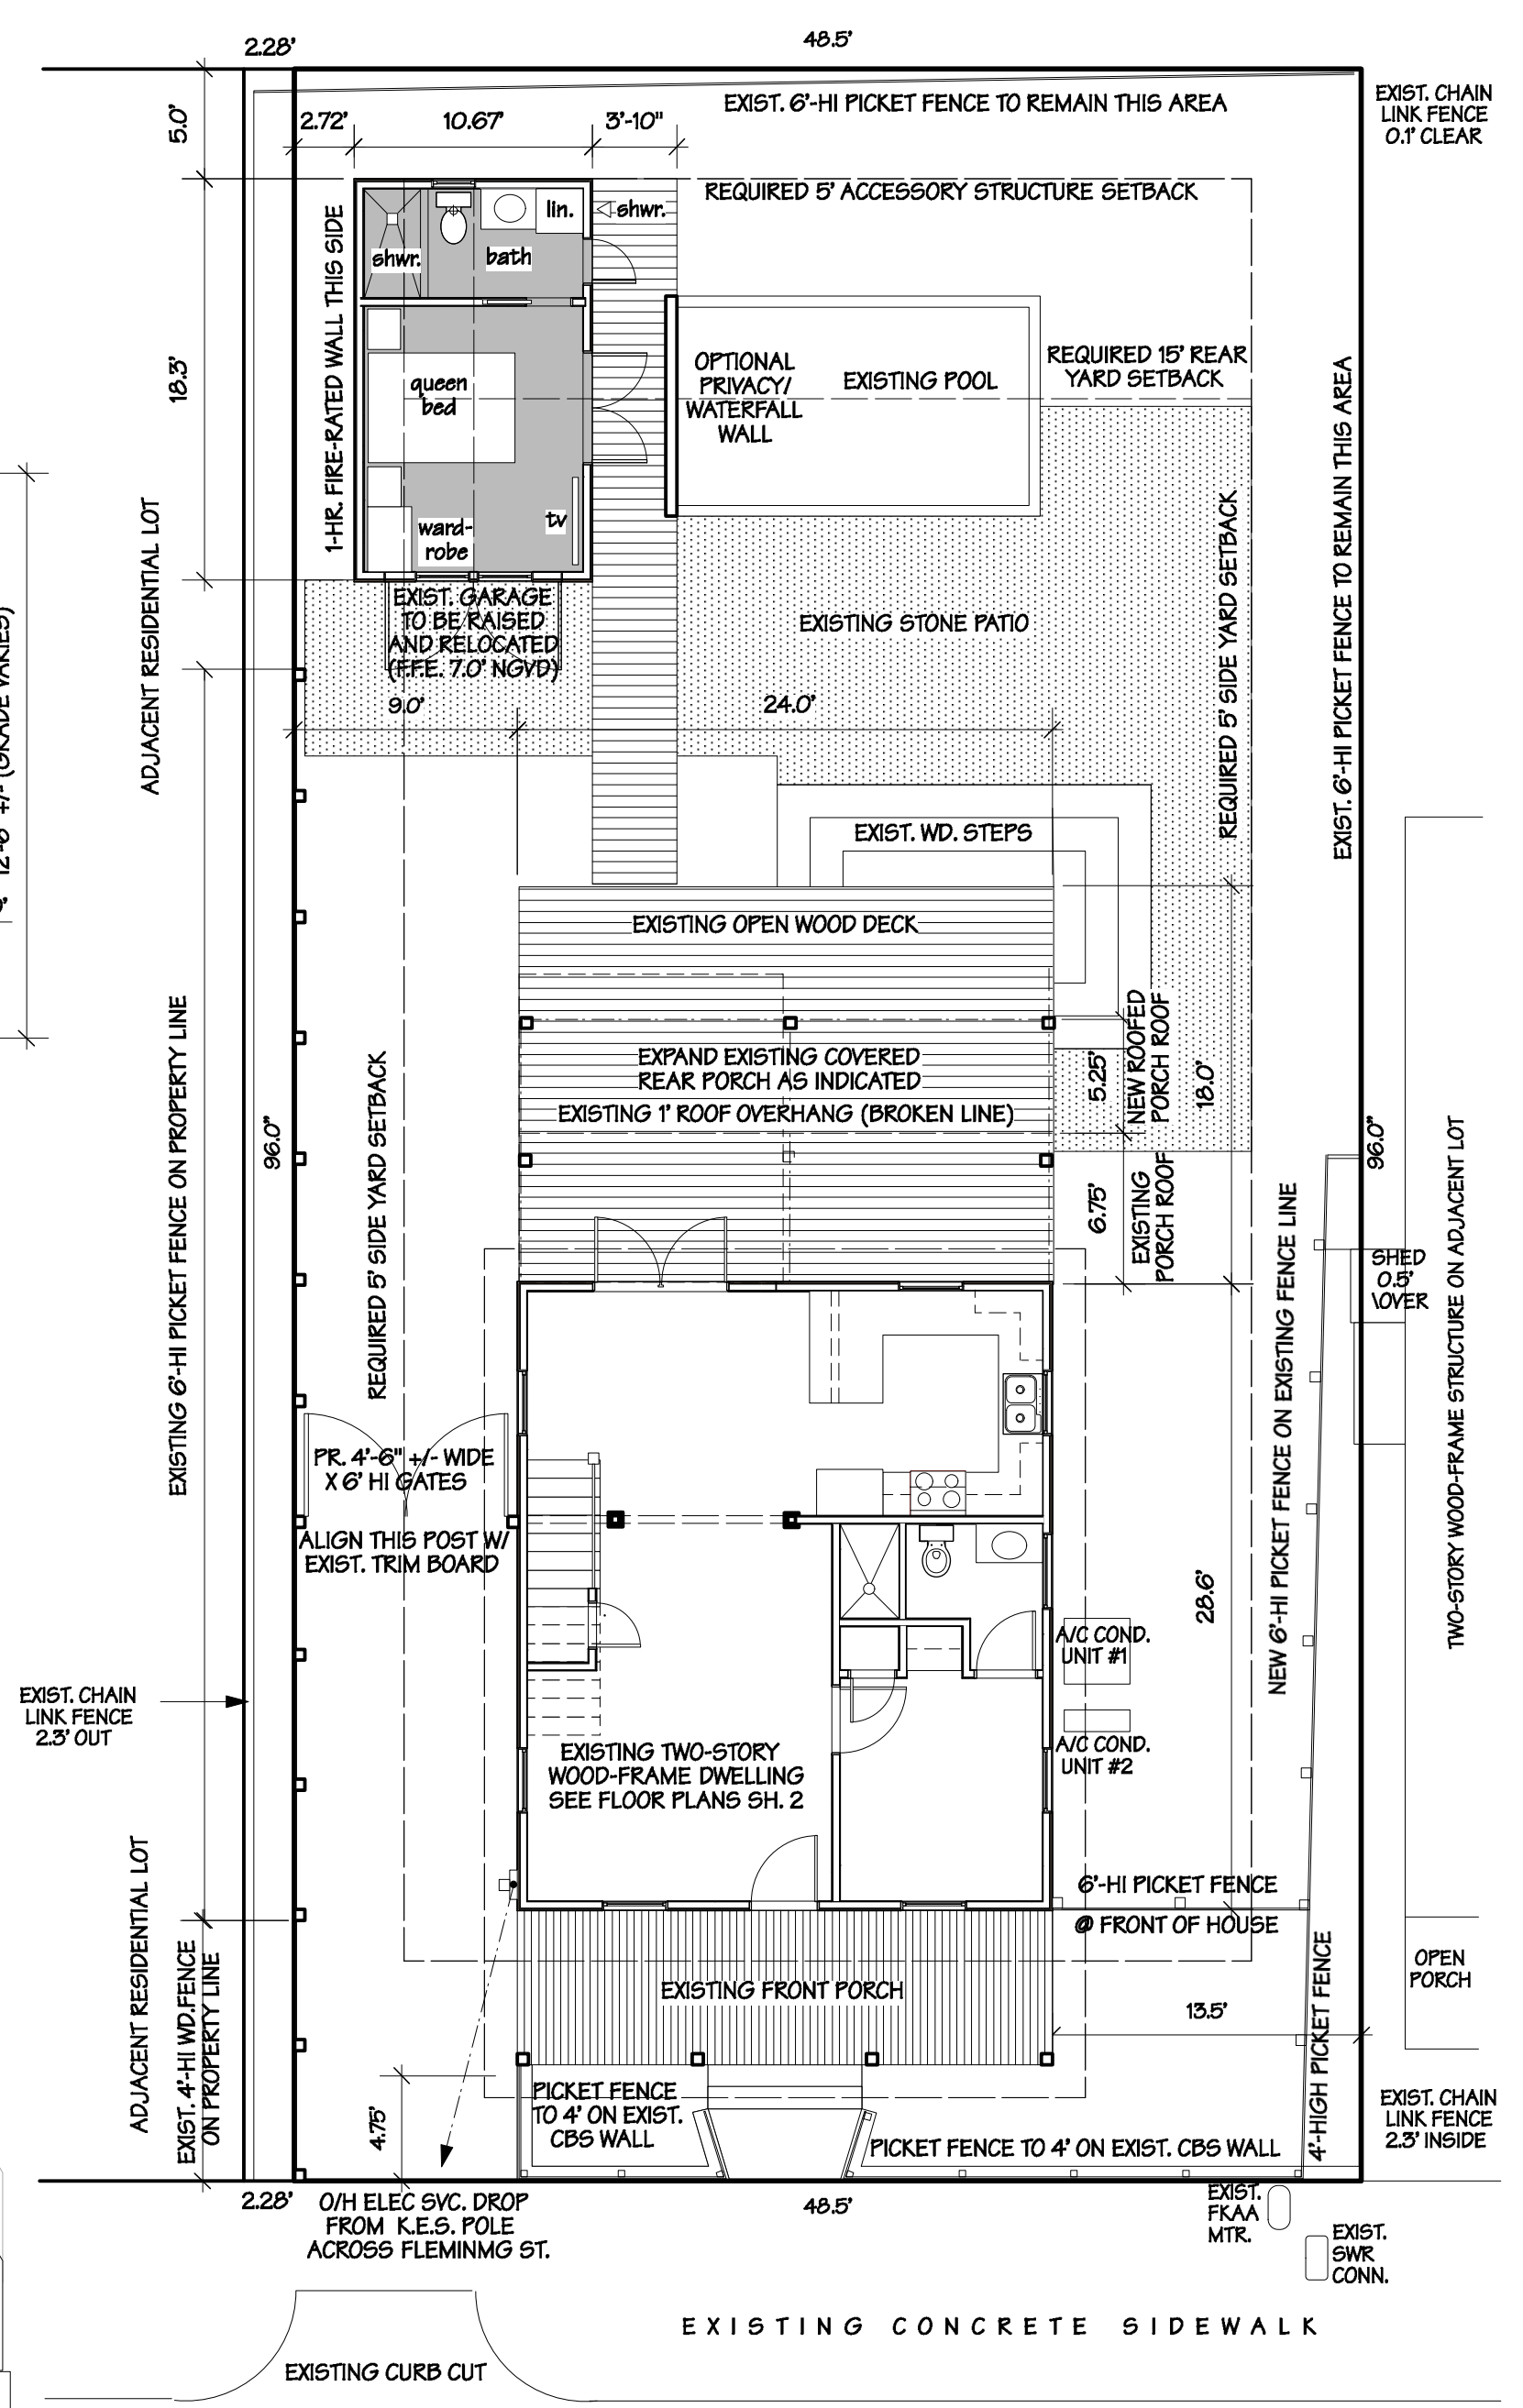 2.28'
48.5'
5.0'
EXIST. 6'-HI PICKET FENCE TO REMAIN THIS AREA
EXIST. CHAIN
LINK FENCE
0.1' CLEAR
2.72'
10.67'
3'-10"
REQUIRED 5' ACCESSORY STRUCTURE SETBACK
lin.
shwr.
shwr.
bath
1-HR. FIRE-RATED WALL THIS SIDE
18.3'
queen
bed
OPTIONAL
PRIVACY/
WATERFALL
WALL
EXISTING POOL
REQUIRED 15' REAR
YARD SETBACK
EXIST. 6'-HI PICKET FENCE TO REMAIN THIS AREA
ward-
robe
tv
ADJACENT RESIDENTIAL LOT
REQUIRED 5' SIDE YARD SETBACK
EXIST. GARAGE
TO BE RAISED
AND RELOCATED
(F.F.E. 7.0' NGVD)
EXISTING STONE PATIO
12'-6" +/- (GRADE VARIES)
9.0'
24.0'
EXIST. WD. STEPS
EXISTING OPEN WOOD DECK
EXPAND EXISTING COVERED
REAR PORCH AS INDICATED
EXISTING 1' ROOF OVERHANG (BROKEN LINE)
5.25'
NEW ROOFED
PORCH ROOF
18.0'
6.75'
EXISTING
PORCH ROOF
EXISTING 6'-HI PICKET FENCE ON PROPERTY LINE
96.0"
REQUIRED 5' SIDE YARD SETBACK
96.0"
TWO-STORY WOOD-FRAME STRUCTURE ON ADJACENT LOT
NEW 6'-HI PICKET FENCE ON EXISTING FENCE LINE
SHED
0.5'
\OVER
PR. 4'-6" +/- WIDE
X 6' HI GATES
ALIGN THIS POST W/
EXIST. TRIM BOARD
28.6'
A/C COND.
UNIT #1
A/C COND.
UNIT #2
EXIST. CHAIN
LINK FENCE
2.3' OUT
EXISTING TWO-STORY
WOOD-FRAME DWELLING
SEE FLOOR PLANS SH. 2
6'-HI PICKET FENCE
@ FRONT OF HOUSE
ADJACENT RESIDENTIAL LOT
EXIST. 4'-HI WD.FENCE
ON PROPERTY LINE
EXISTING FRONT PORCH
OPEN
PORCH
13.5'
4'-HIGH PICKET FENCE
4.75'
PICKET FENCE
TO 4' ON EXIST.
CBS WALL
PICKET FENCE TO 4' ON EXIST. CBS WALL
EXIST. CHAIN
LINK FENCE
2.3' INSIDE
2.28'
O/H ELEC SVC. DROP
FROM K.E.S. POLE
ACROSS FLEMINMG ST.
48.5'
EXIST.
FKAA
MTR.
EXIST.
SWR
CONN.
EXISTING CONCRETE SIDEWALK
EXISTING CURB CUT